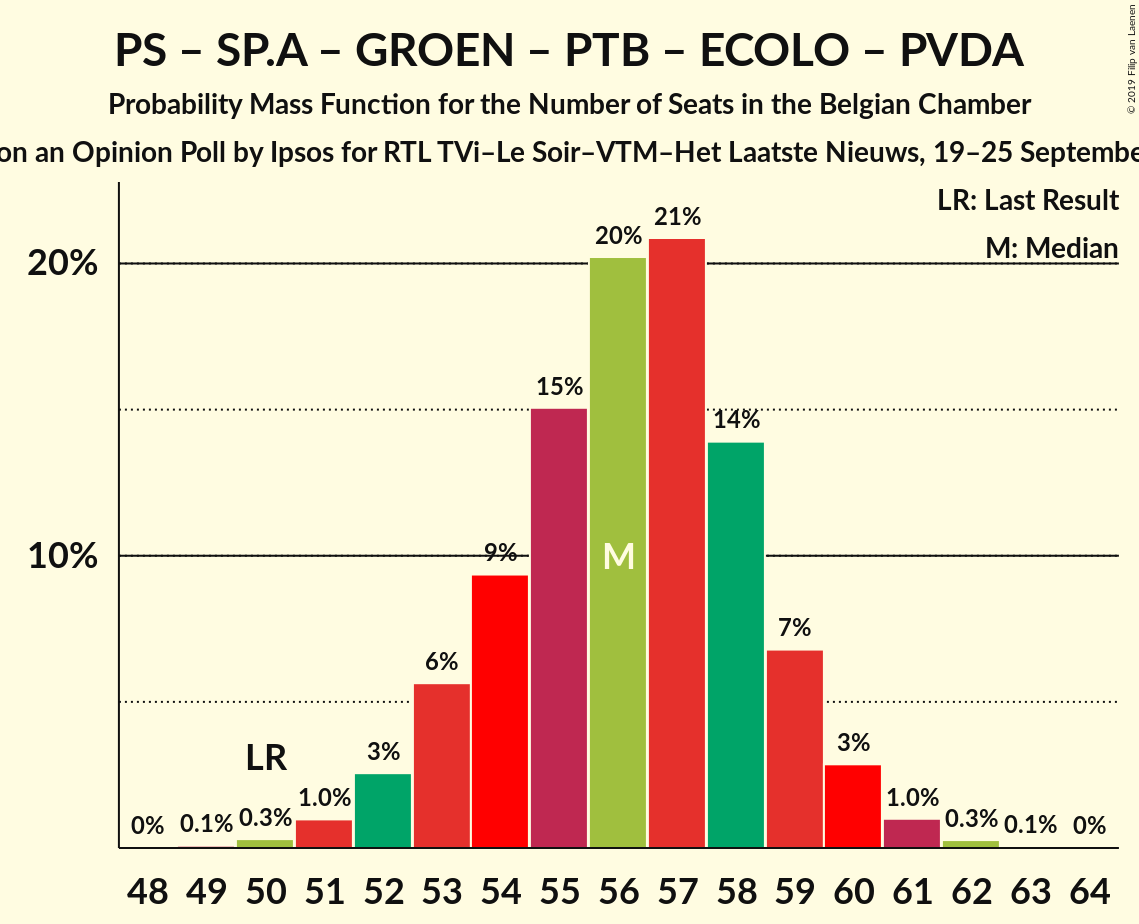 PS – SP.A – GROEN – PTB – ECOLO – PVDA
Probability Mass Function for the Number of Seats in the Belgian Chamber
on an Opinion Poll by Ipsos for RTL TVi–Le Soir–VTM–Het Laatste Nieuws, 19–25 Septembe
© 2019 Filip van Laenen
LR: Last Result
M: Median
20%
10%
0% 0.1% 0.3% 1.0% 3% 6% 9% 15% 20% 21% 14% 7% 3% 1.0% 0.3% 0.1% 0%
LR
M
48 49 50 51 52 53 54 55 56 57 58 59 60 61 62 63 64